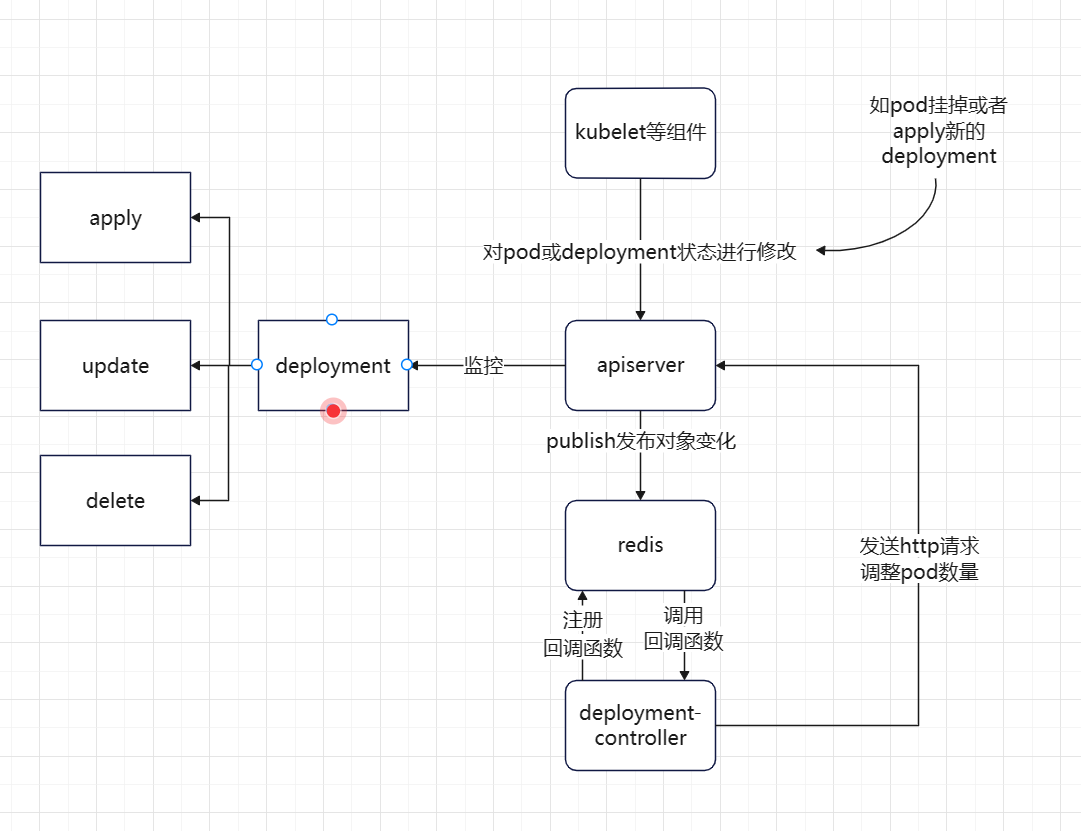 kubelet等组件
如pod挂掉或者
apply新的
deployment
apply
对pod或deployment状态进行修改
update
deployment
监控
apiserver
publish发布对象变化
delete
redis
发送http请求
调整pod数量
注册
回调函数
调用
回调函数
deployment-
controller